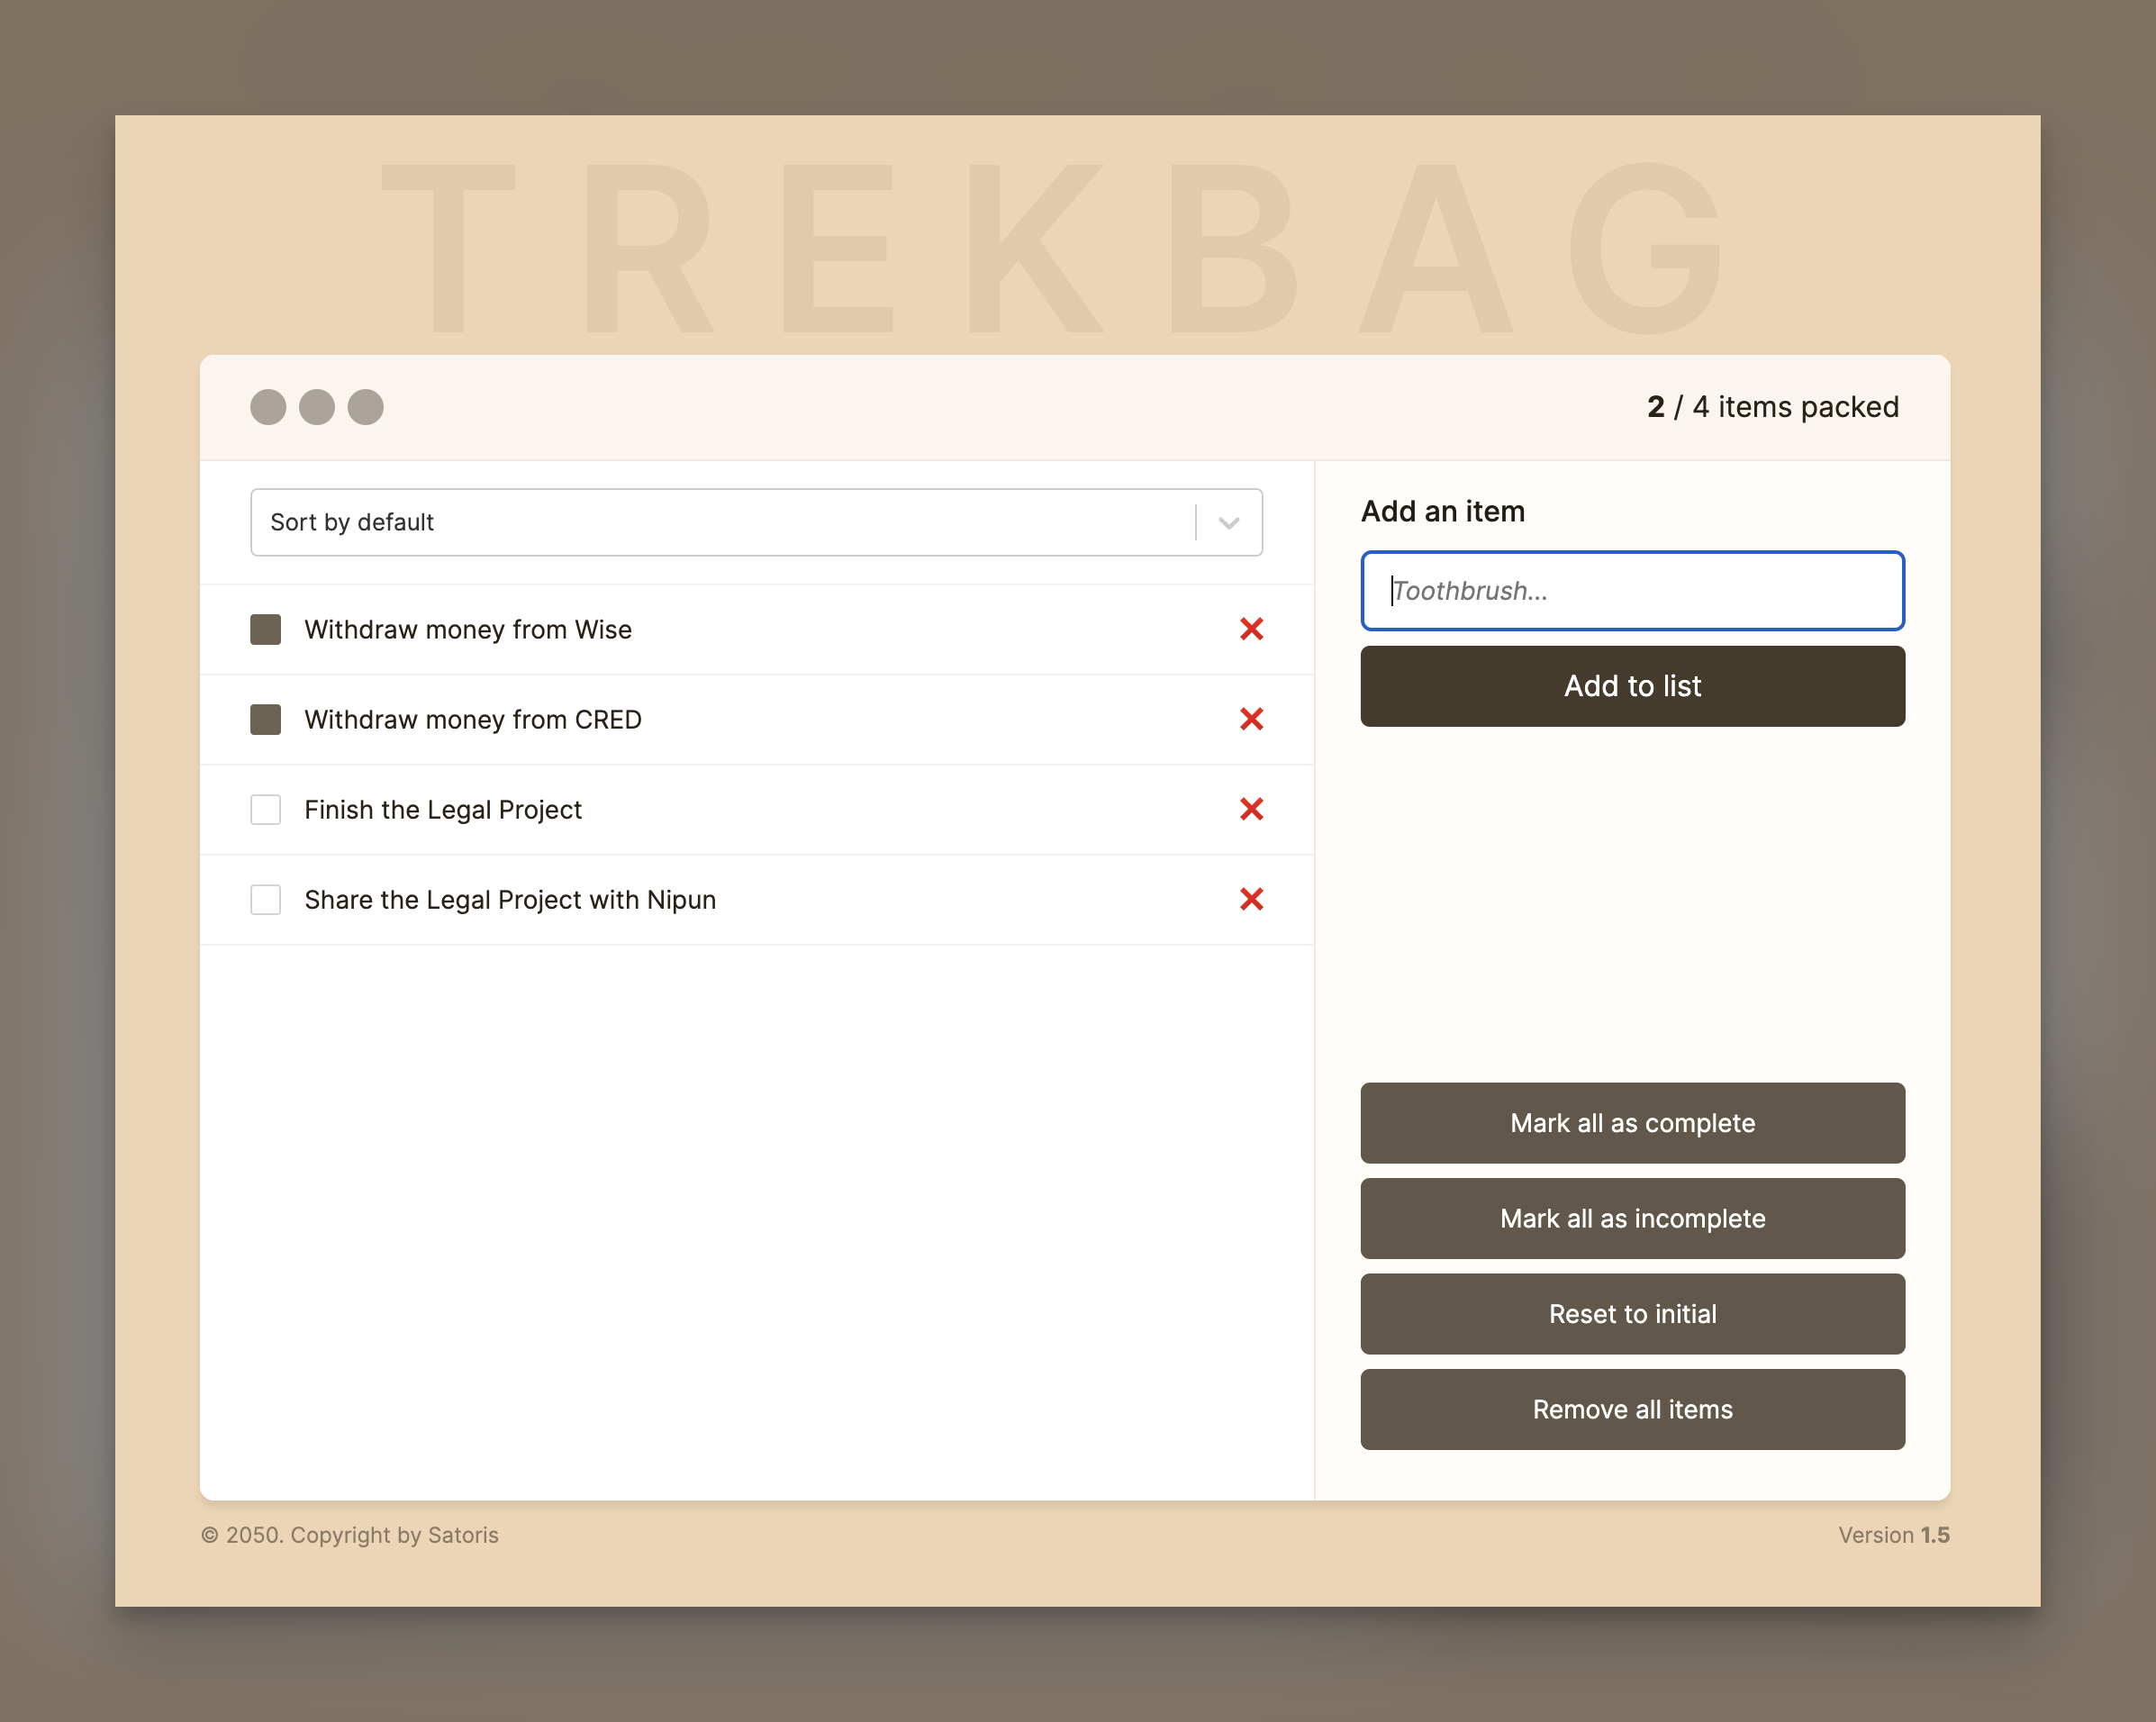 TREKBAG
2 / 4 items packed
Sort by default
Withdraw money from Wise
Withdraw money from CRED
Finish the Legal Project
Share the Legal Project with Nipun
Add an item
Toothbrush...
Add to list
Mark all as complete
Mark all as incomplete
Reset to initial
Remove all items
© 2050. Copyright by Satoris
Version 1.5